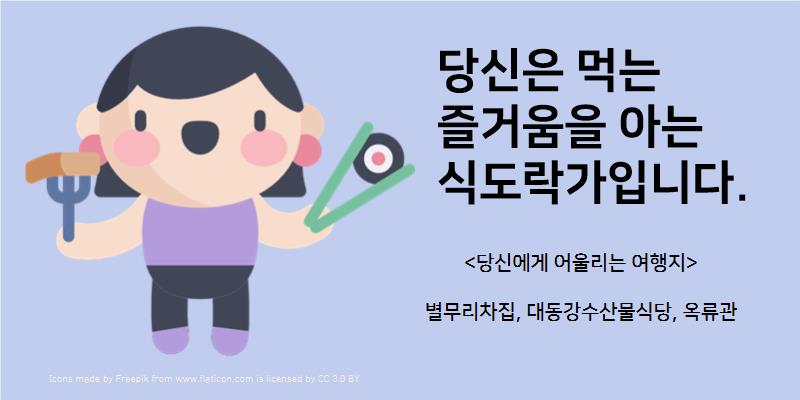 당신은 먹는
즐거움을 아는
식도락가입니다.
<당신에게 어울리는 여행지>
별무리차집, 대동강수산물식당, 옥류관
Icons made by Freepik from www.flaticon.com is licensed by CC 3.0 BY